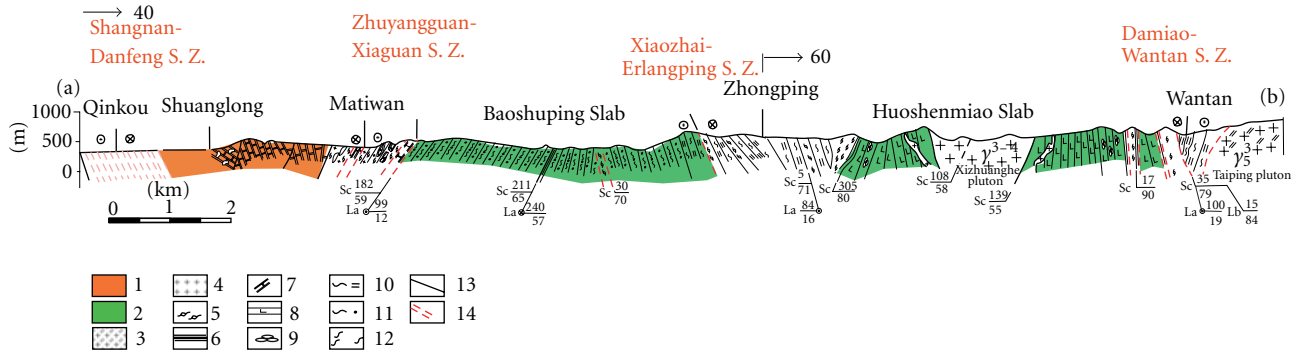 40
60
Shangnan-
Danfeng S. Z.
Zhuyangguan-
Xiaguan S. Z.
Xiaozhai-
Erlangping S. Z.
Damiao-
Wantan S. Z.
(a)
(b)
Qinkou
Shuanglong
Matiwan
Baoshuping Slab
Zhongping
Huoshenmiao Slab
Wantan
1000
500
0
(m)
(km)
0 1 2
Sc 182
59
La 99
12
Sc 211
65
La 240
57
Sc 30
70
Sc 5
71
La 84
16
Sc 305
80
Sc 108
58
γ3-4
Xizhuanghe
pluton
Sc 139
55
Sc 17
90
Sc 35
79
La 100
19
Lb 15
84
γ5 3
Taiping pluton
1 4 7 10 13
2 5 8 11 14
3 6 9 12